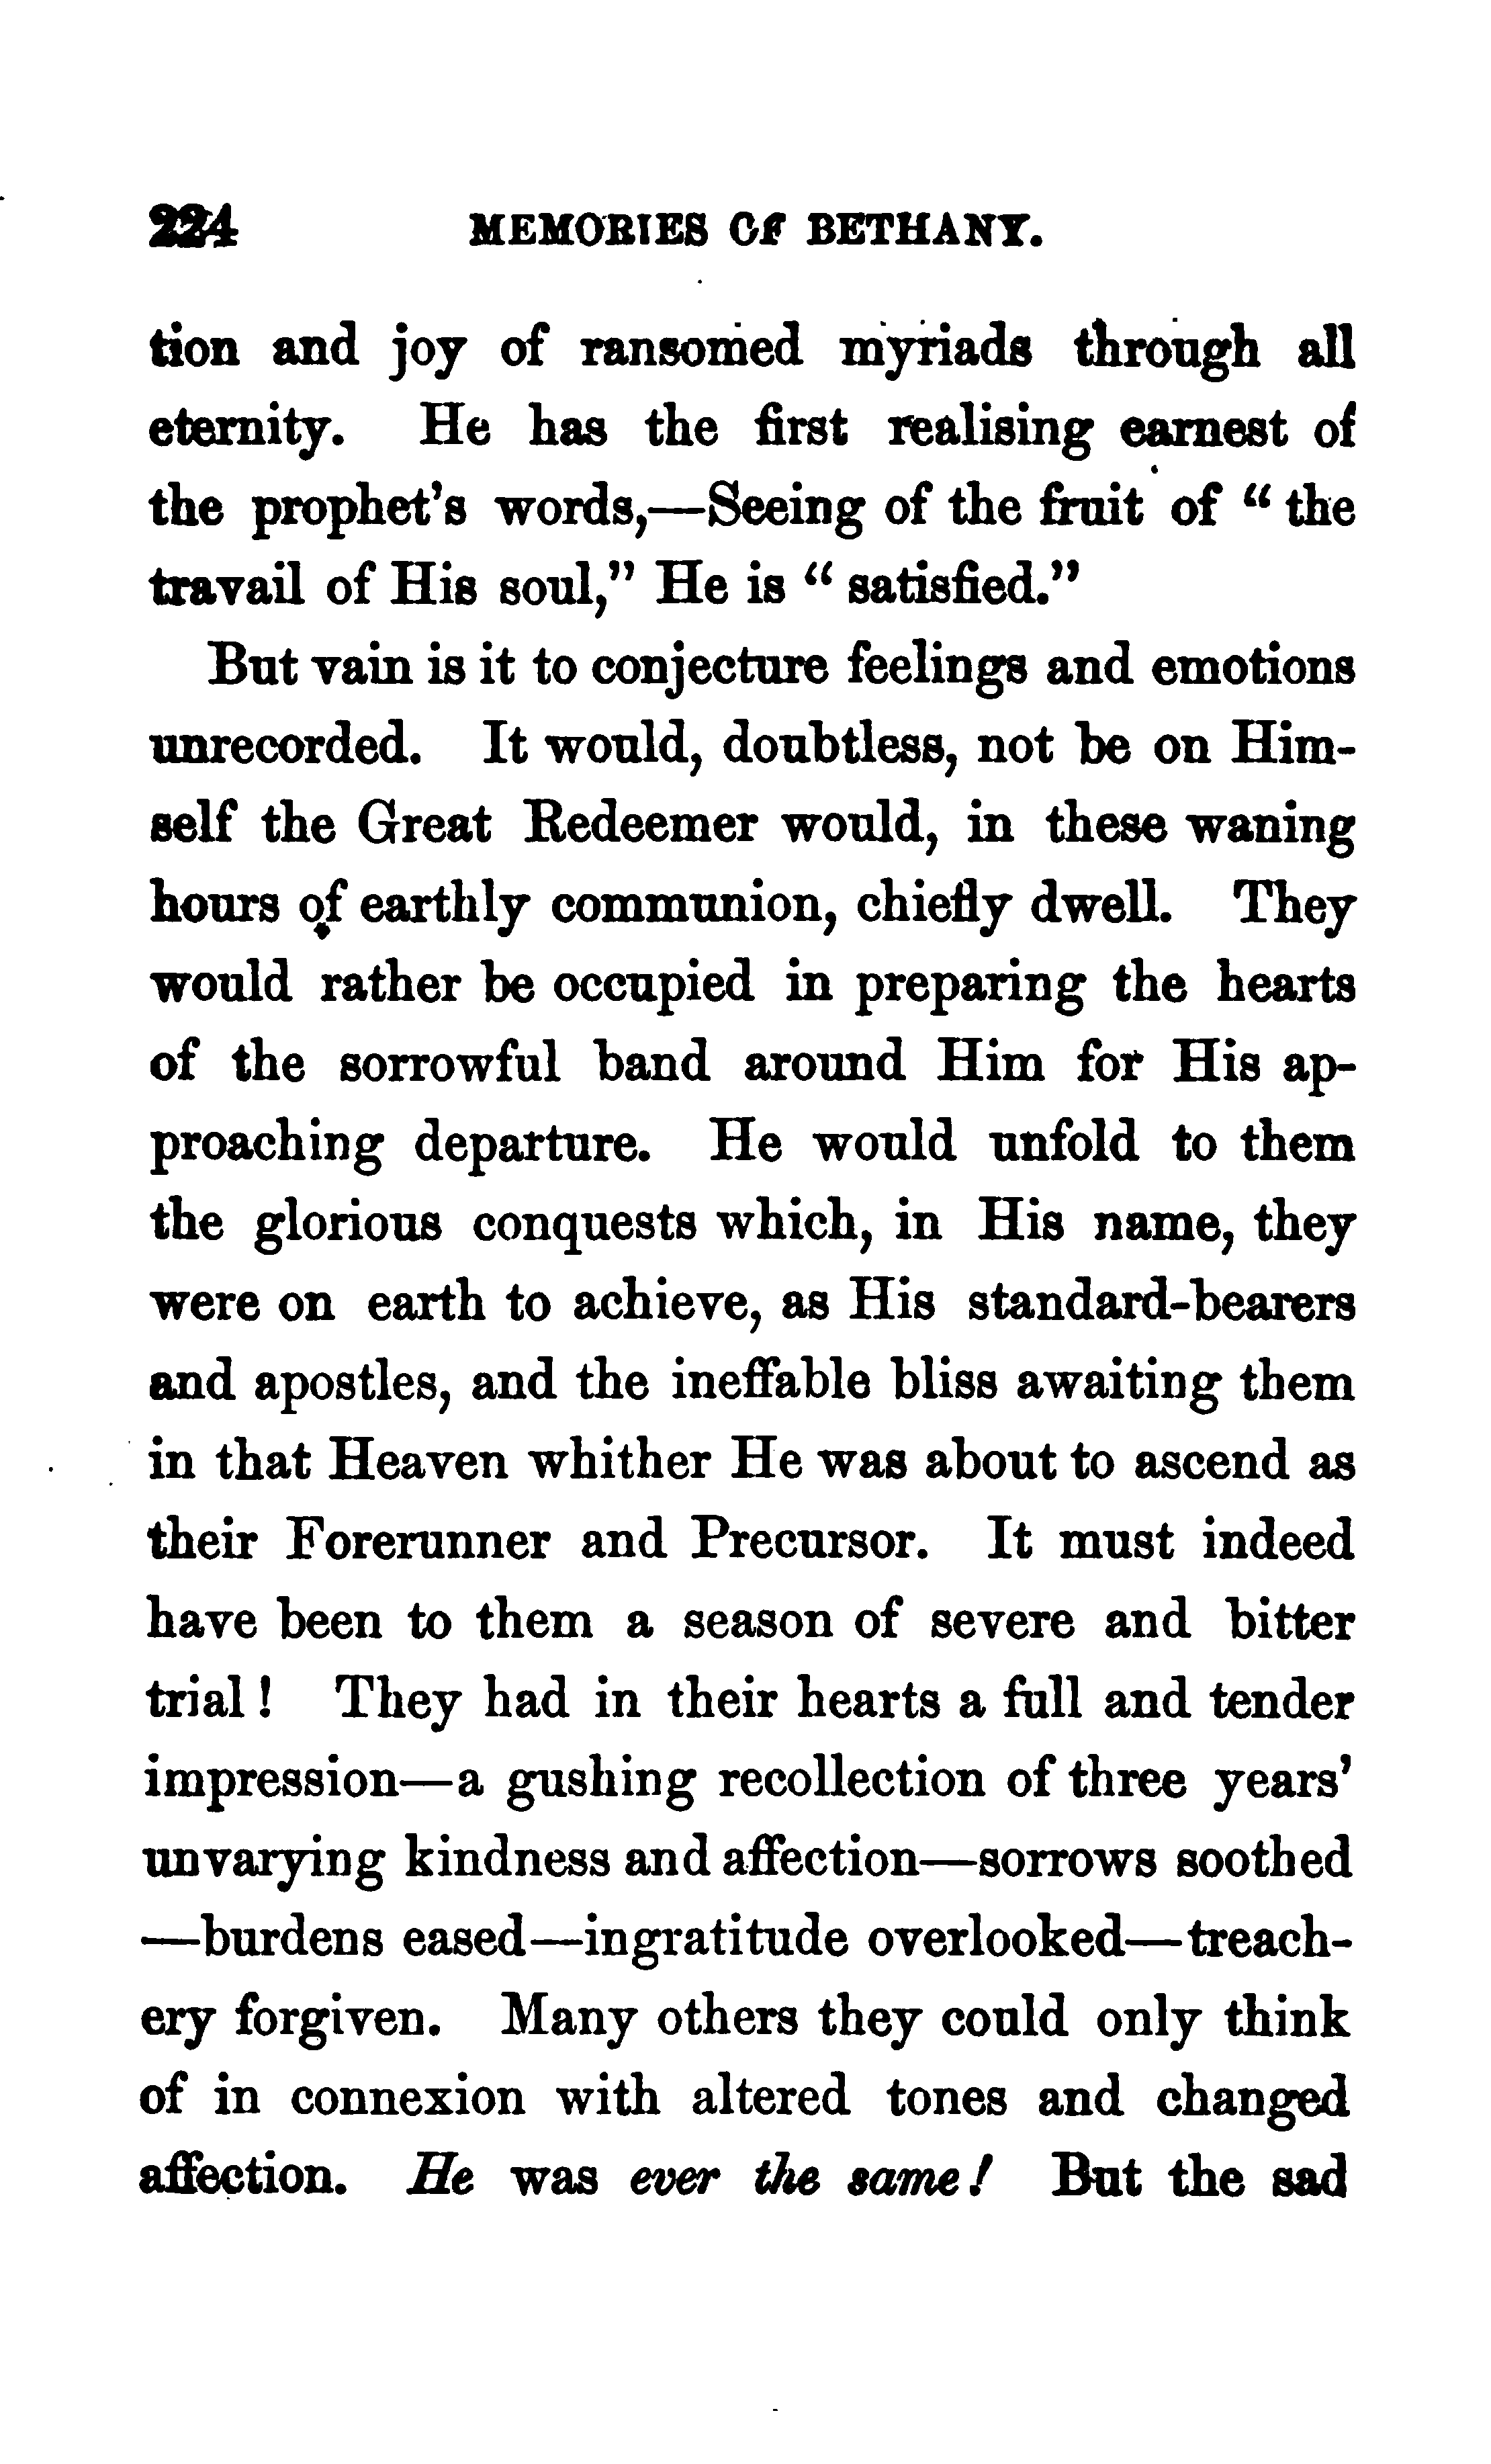 224 MEMORIES OF BETHANY.
tion and joy of ransomed myriads through all
eternity. He has the first realising earnest of
the prophet's words,—Seeing of the fruit of "the
travail of His soul," He is "satisfied."
But vain is it to conjecture feelings and emotions
unrecorded. It would, doubtless, not be on Him-
self the Great Redeemer would, in these waning
hours of earthly communion, chiefly dwell. They
would rather be occupied in preparing the hearts
of the sorrowful band around Him for His ap-
proaching departure. He would unfold to them
the glorious conquests which, in His name, they
were on earth to achieve, as His standard-bearers
and apostles, and the ineffable bliss awaiting them
in that Heaven whither He was about to ascend as
their Forerunner and Precursor. It must indeed
have been to them a season of severe and bitter
trial! They had in their hearts a full and tender
impression—a gushing recollection of three years'
unvarying kindness and affection—sorrows soothed
—burdens eased—ingratitude overlooked—treach-
ery forgiven. Many others they could only think
of in connexion with altered tones and changed
affection. He was ever the same! But the sad